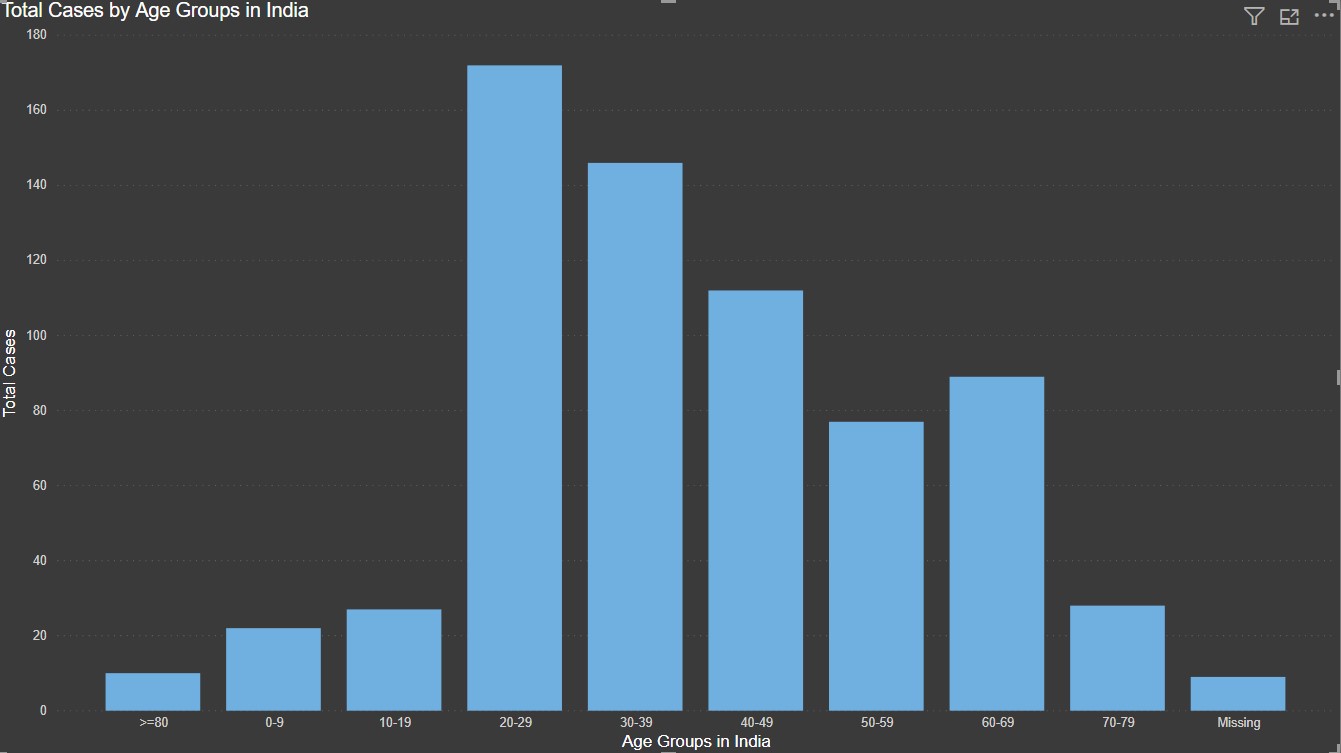 Total Cases by Age Groups in India
180
160
140
120
100
80
60
40
20
0
Total Cases
>=80 0-9 10-19 20-29 30-39 40-49 50-59 60-69 70-79 Missing
Age Groups in India